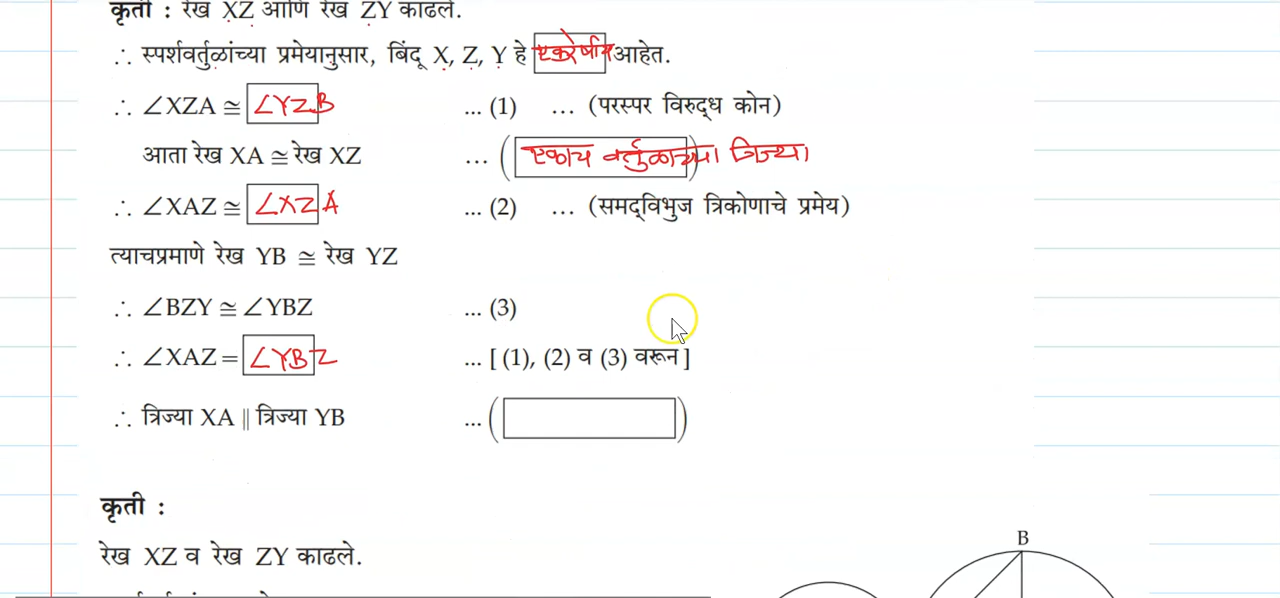 कृती : रेख XZ आणि रेख ZY काढले.
∴ स्पर्शवर्तुळांच्या प्रमेयानुसार, बिंदू X, Z, Y हे एकरेषीय आहेत.
∴ ∠XZA ≅ ∠YZB ... (1) ... (परस्पर विरुद्ध कोन)
आता रेख XA ≅ रेख XZ ... (एकाच वर्तुळाच्या त्रिज्या)
∴ ∠XAZ ≅ ∠XZA ... (2) ... (समद्विभुज त्रिकोणाचे प्रमेय)
त्याचप्रमाणे रेख YB ≅ रेख YZ
∴ ∠BZY ≅ ∠YBZ ... (3)
∴ ∠XAZ = ∠YBZ ... [ (1), (2) व (3) वरून ]
∴ त्रिज्या XA || त्रिज्या YB ... ( )
कृती :
रेख XZ व रेख ZY काढले.
B